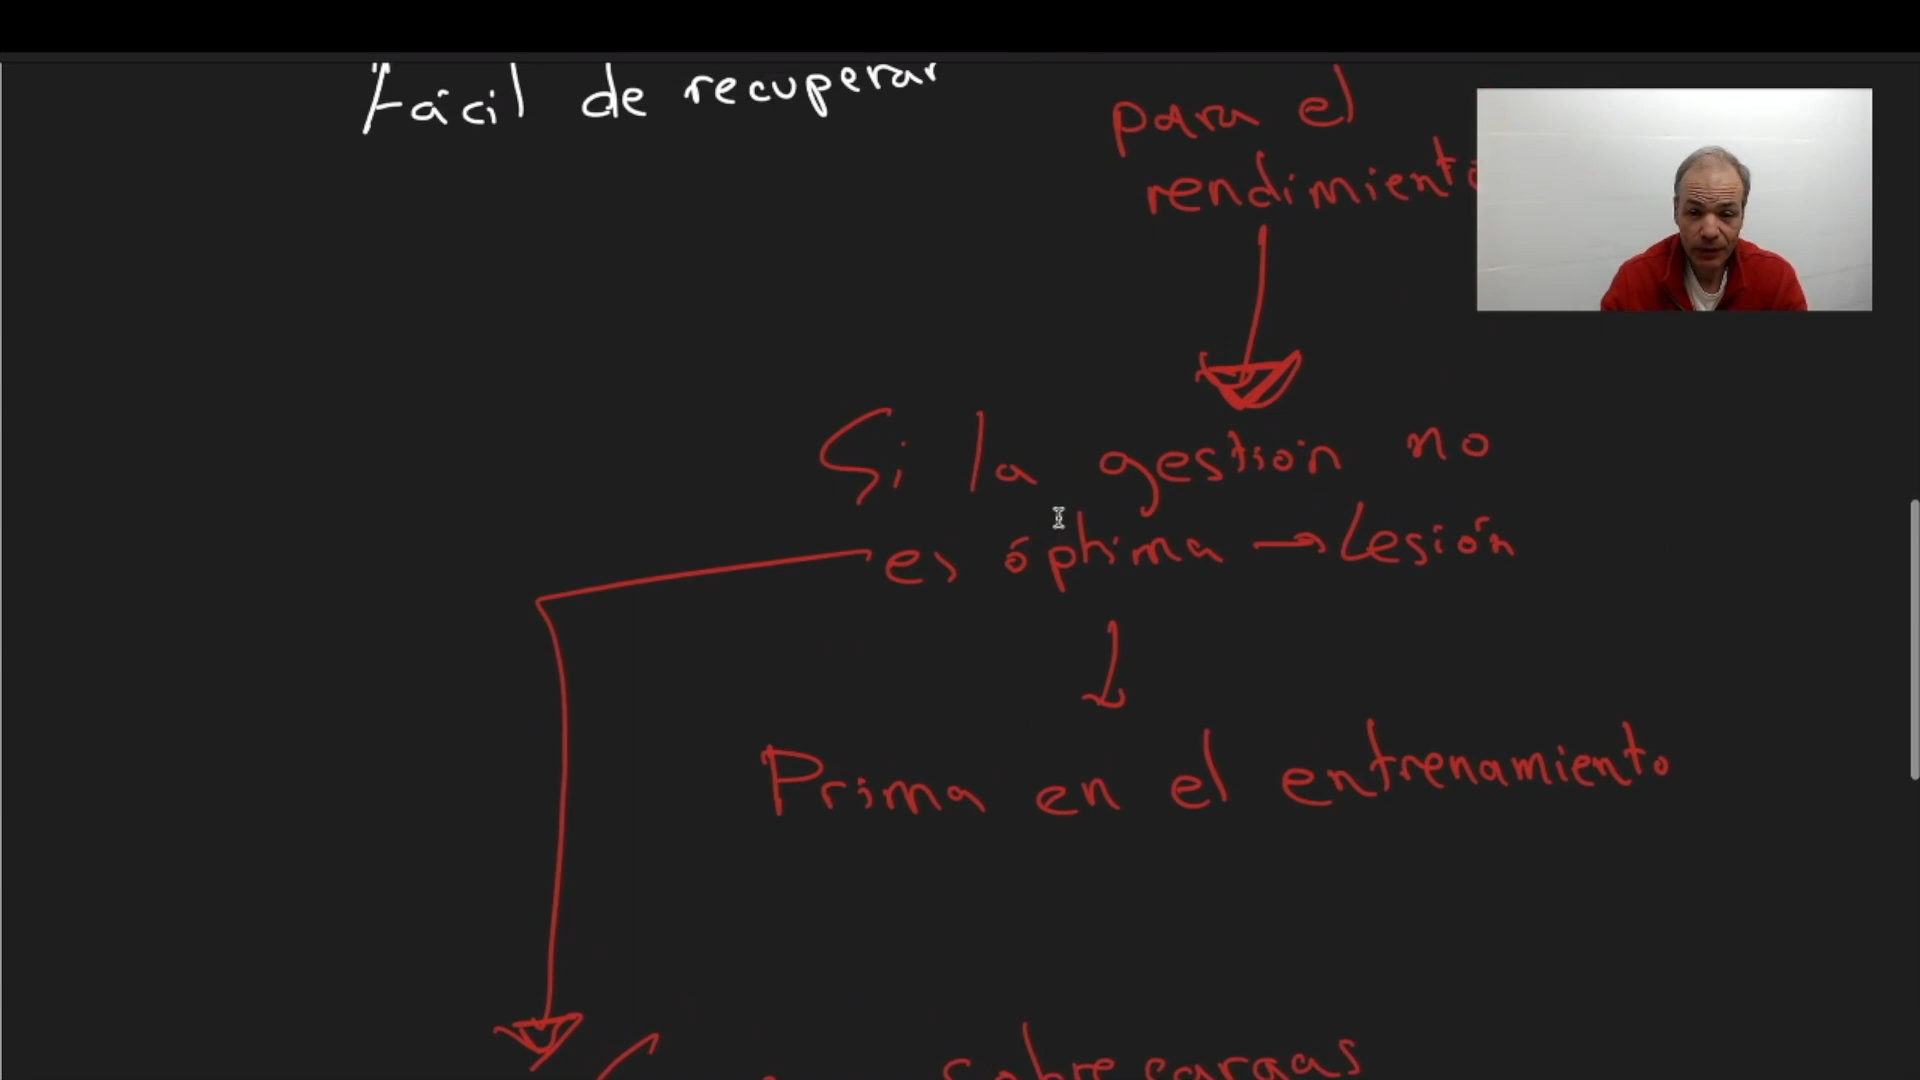 Fácil de recuperar
para el
rendimiento
Si la gestión no
es óptima → Lesión
Prima en el entrenamiento
sobrecargas